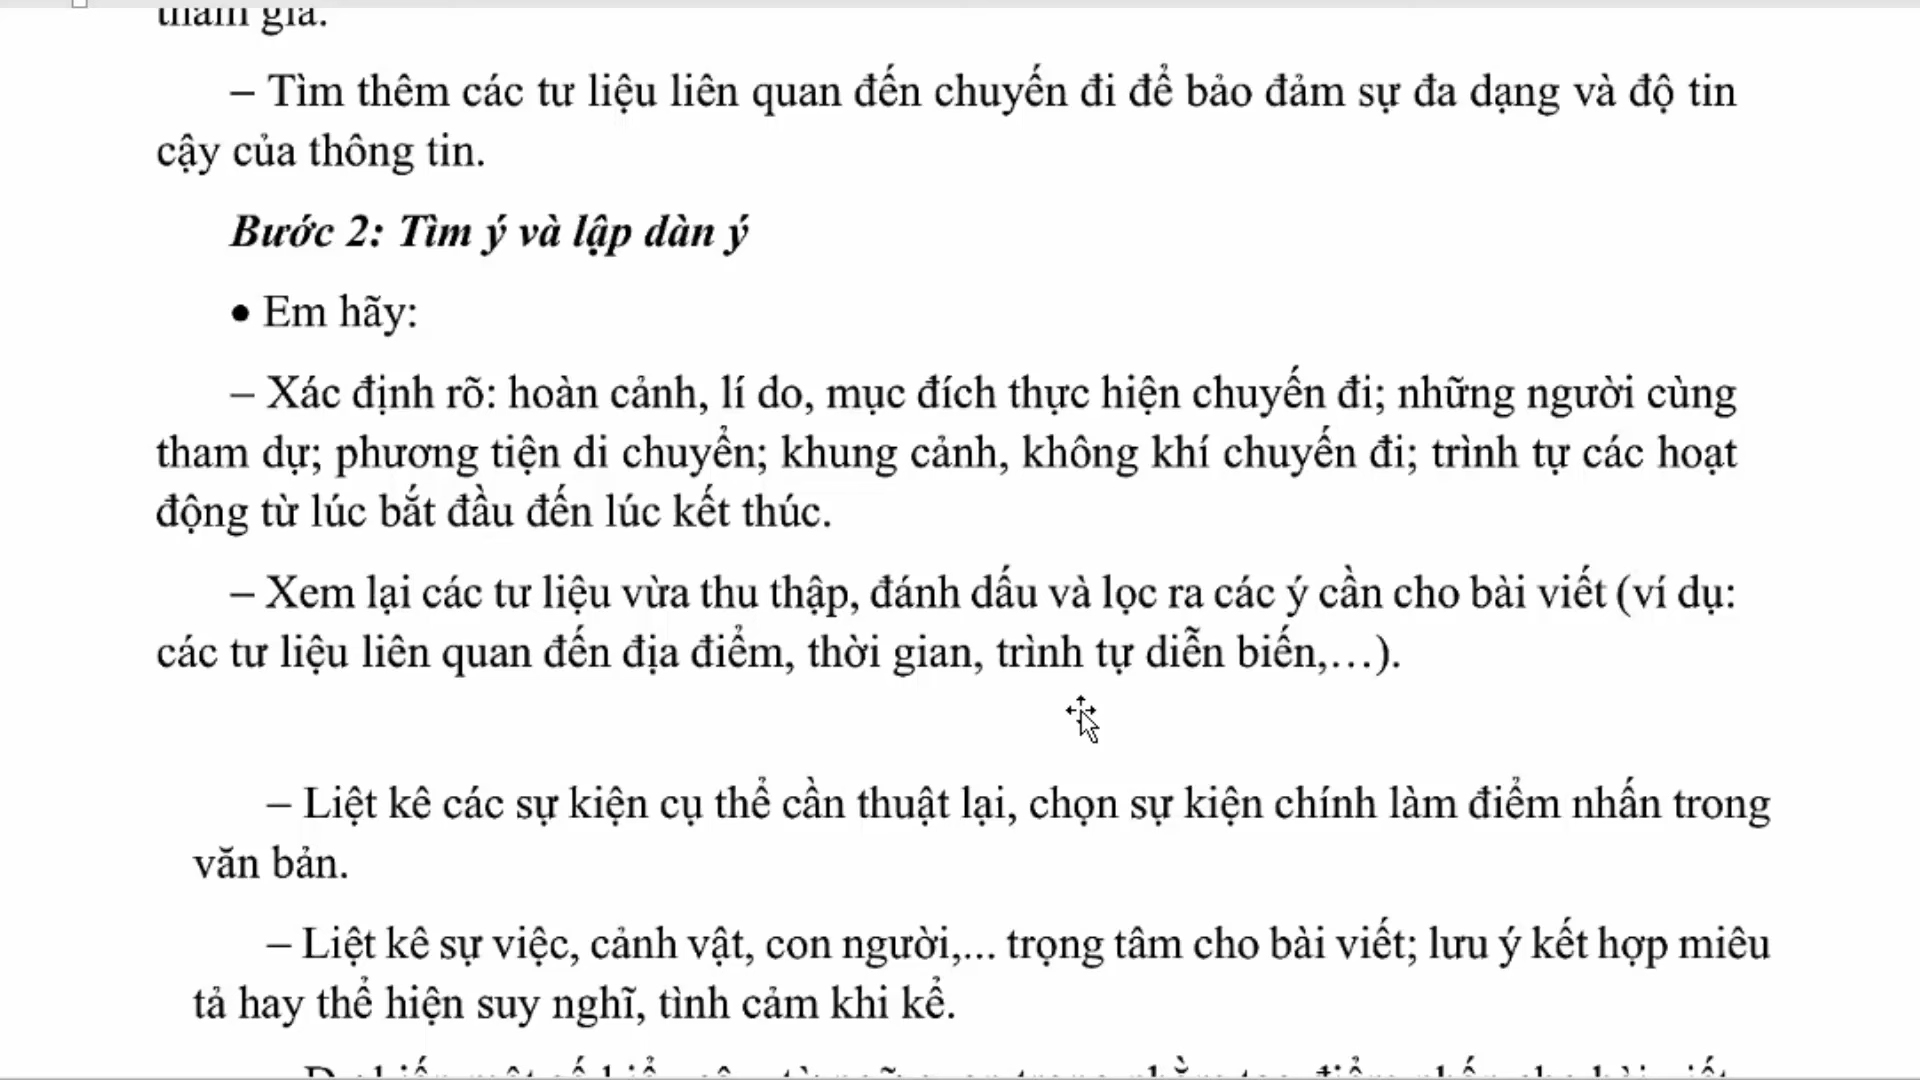 tham gia.
– Tìm thêm các tư liệu liên quan đến chuyến đi để bảo đảm sự đa dạng và độ tin
cậy của thông tin.
Bước 2: Tìm ý và lập dàn ý
• Em hãy:
– Xác định rõ: hoàn cảnh, lí do, mục đích thực hiện chuyến đi; những người cùng
tham dự; phương tiện di chuyển; khung cảnh, không khí chuyến đi; trình tự các hoạt
động từ lúc bắt đầu đến lúc kết thúc.
– Xem lại các tư liệu vừa thu thập, đánh dấu và lọc ra các ý cần cho bài viết (ví dụ:
các tư liệu liên quan đến địa điểm, thời gian, trình tự diễn biến,…).
– Liệt kê các sự kiện cụ thể cần thuật lại, chọn sự kiện chính làm điểm nhấn trong
văn bản.
– Liệt kê sự việc, cảnh vật, con người,... trọng tâm cho bài viết; lưu ý kết hợp miêu
tả hay thể hiện suy nghĩ, tình cảm khi kể.